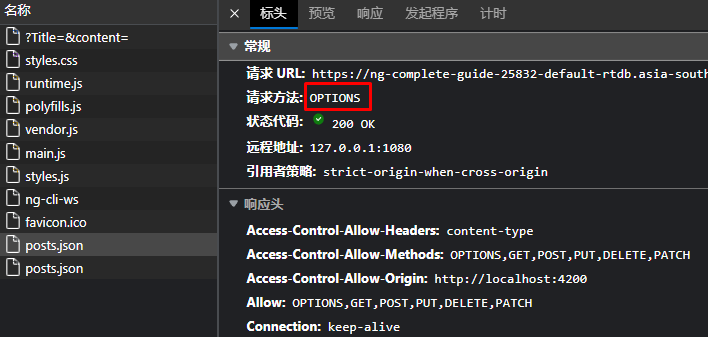 名称
?Title=&content=
styles.css
runtime.js
polyfills.js
vendor.js
main.js
styles.js
ng-cli-ws
favicon.ico
posts.json
posts.json
标头 预览 响应 发起程序 计时
常规
请求 URL: https://ng-complete-guide-25832-default-rtdb.asia-south
请求方法: OPTIONS
状态代码: 200 OK
远程地址: 127.0.0.1:1080
引用者策略: strict-origin-when-cross-origin
响应头
Access-Control-Allow-Headers: content-type
Access-Control-Allow-Methods: OPTIONS,GET,POST,PUT,DELETE,PATCH
Access-Control-Allow-Origin: http://localhost:4200
Allow: OPTIONS,GET,POST,PUT,DELETE,PATCH
Connection: keep-alive